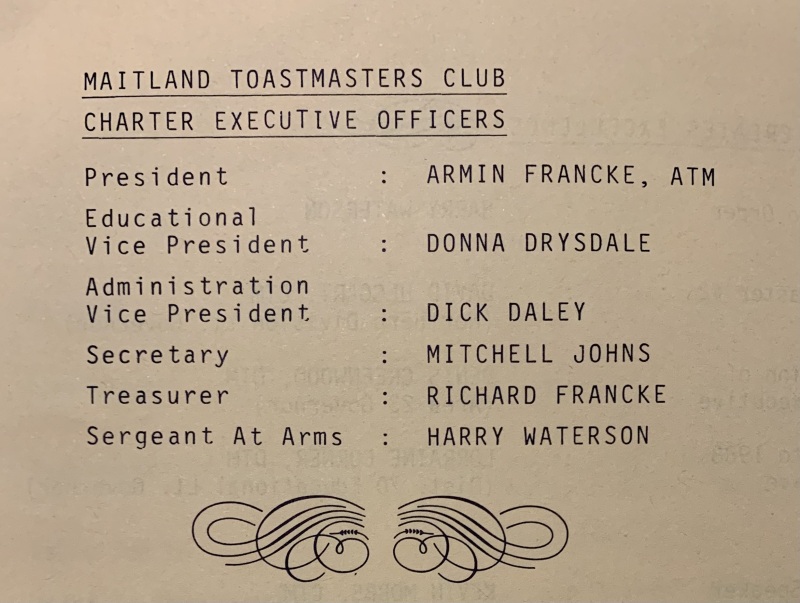 MAITLAND TOASTMASTERS CLUB
CHARTER EXECUTIVE OFFICERS
President : ARMIN FRANCKE, ATM
Educational
Vice President : DONNA DRYSDALE
Administration
Vice President : DICK DALEY
Secretary : MITCHELL JOHNS
Treasurer : RICHARD FRANCKE
Sergeant At Arms : HARRY WATERSON